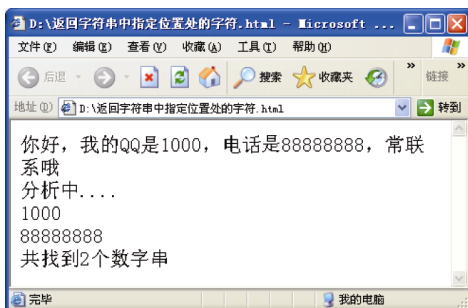 D:\返回字符串中指定位置处的字符.html - Microsoft ...
文件(F) 编辑(E) 查看(V) 收藏(A) 工具(T) 帮助(H) »
后退 搜索 收藏夹 » 链接 »
地址(D) D:\返回字符串中指定位置处的字符.html 转到
你好，我的QQ是1000，电话是88888888，常联
系哦
分析中....
1000
88888888
共找到2个数字串
完毕 我的电脑